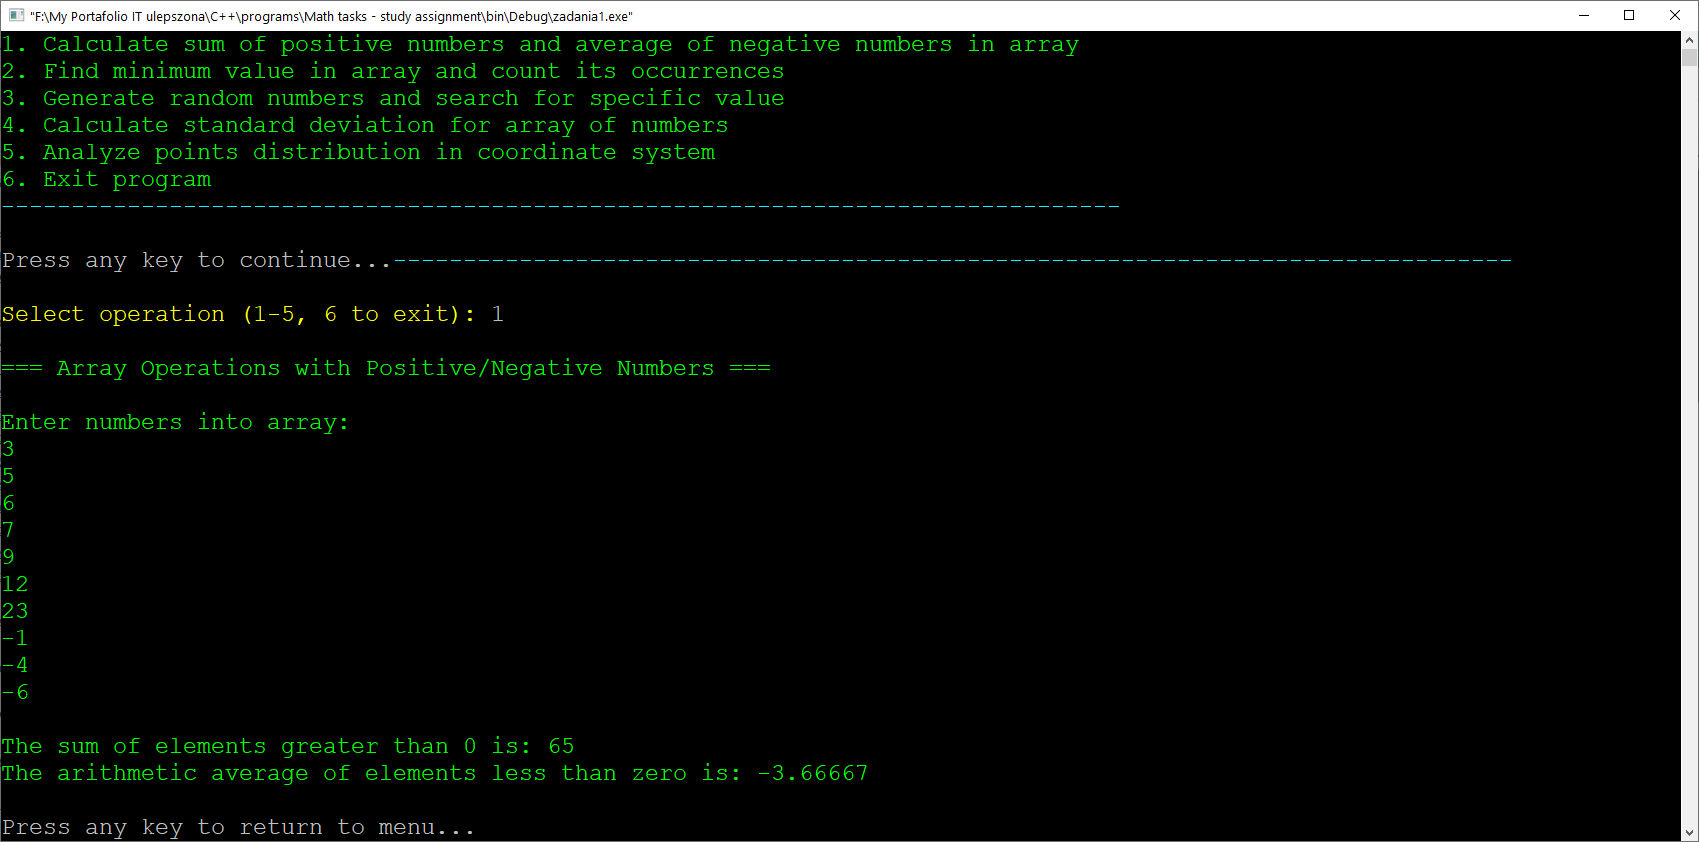 "F:\My Portafolio IT ulepszona\C++\programs\Math tasks - study assignment\bin\Debug\zadania1.exe"
1. Calculate sum of positive numbers and average of negative numbers in array
2. Find minimum value in array and count its occurrences
3. Generate random numbers and search for specific value
4. Calculate standard deviation for array of numbers
5. Analyze points distribution in coordinate system
6. Exit program
--------------------------------------------------------------------------------
Press any key to continue...--------------------------------------------------------------------------------
Select operation (1-5, 6 to exit): 1
=== Array Operations with Positive/Negative Numbers ===
Enter numbers into array:
3
5
6
7
9
12
23
-1
-4
-6
The sum of elements greater than 0 is: 65
The arithmetic average of elements less than zero is: -3.66667
Press any key to return to menu...